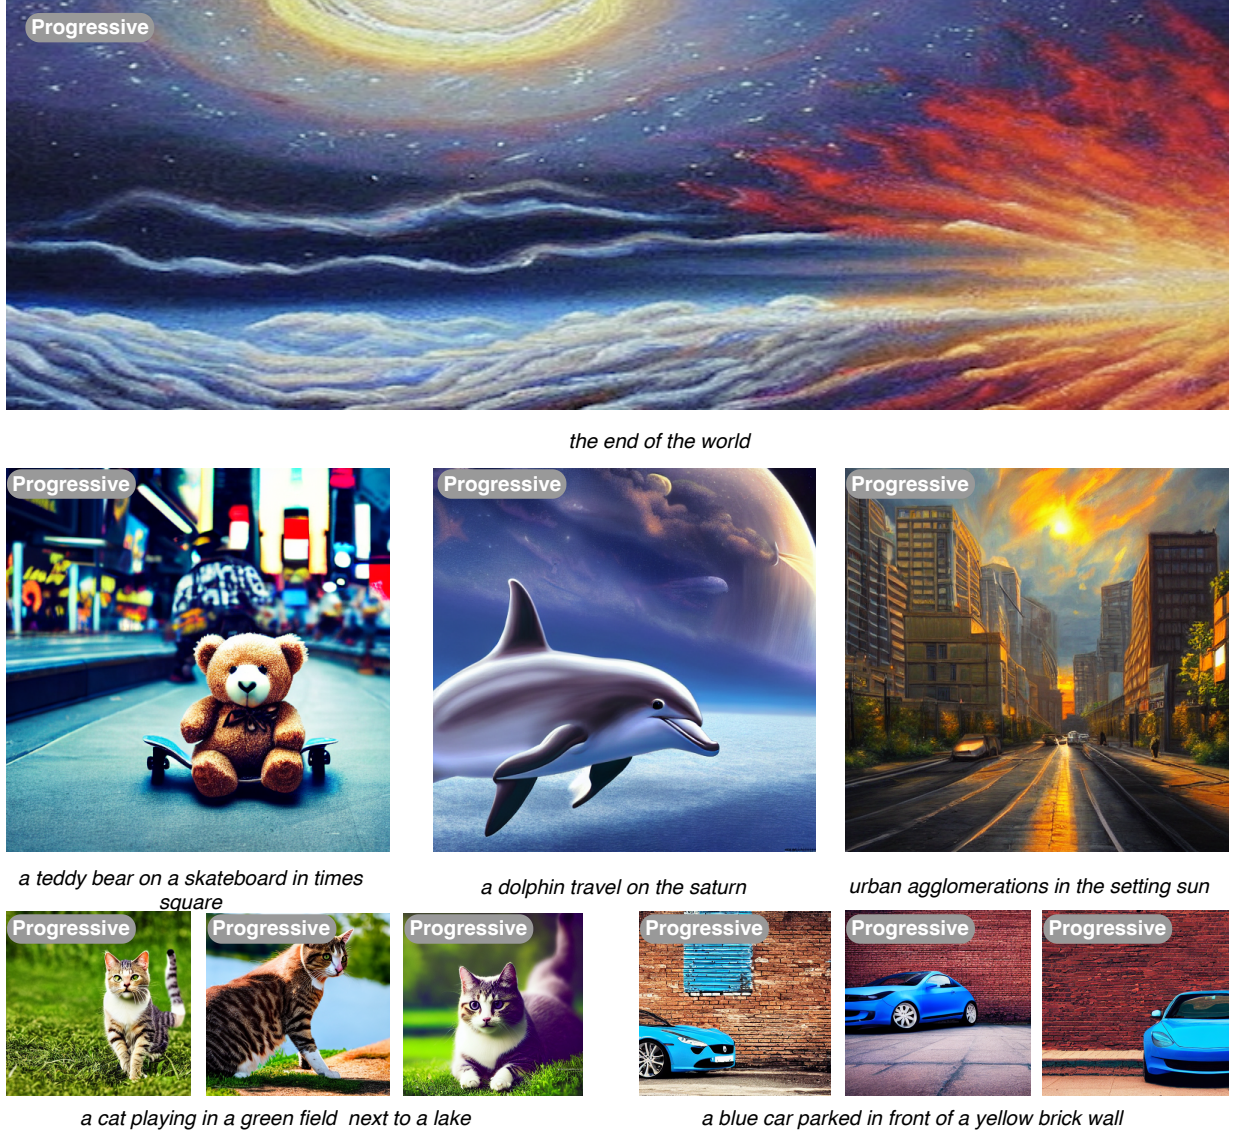 Progressive
the end of the world
Progressive
Progressive
Progressive
a teddy bear on a skateboard in times
square
a dolphin travel on the saturn
urban agglomerations in the setting sun
Progressive
Progressive
Progressive
Progressive
Progressive
Progressive
a cat playing in a green field  next to a lake
a blue car parked in front of a yellow brick wall